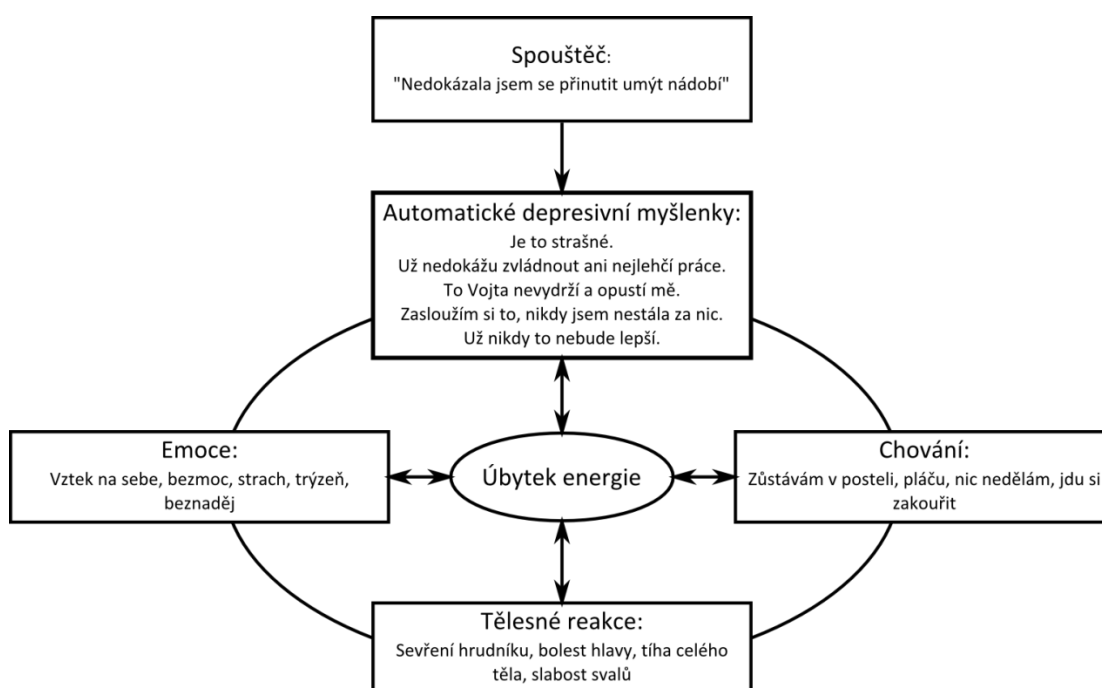 Spouštěč:
"Nedokázala jsem se přinutit umýt nádobí"
Automatické depresivní myšlenky:
Je to strašné.
Už nedokážu zvládnout ani nejlehčí práce.
To Vojta nevydrží a opustí mě.
Zasloužím si to, nikdy jsem nestála za nic.
Už nikdy to nebude lepší.
Emoce:
Vztek na sebe, bezmoc, strach, trýzeň,
beznaděj
Úbytek energie
Chování:
Zůstávám v posteli, pláču, nic nedělám, jdu si
zakouřit
Tělesné reakce:
Sevření hrudníku, bolest hlavy, tíha celého
těla, slabost svalů